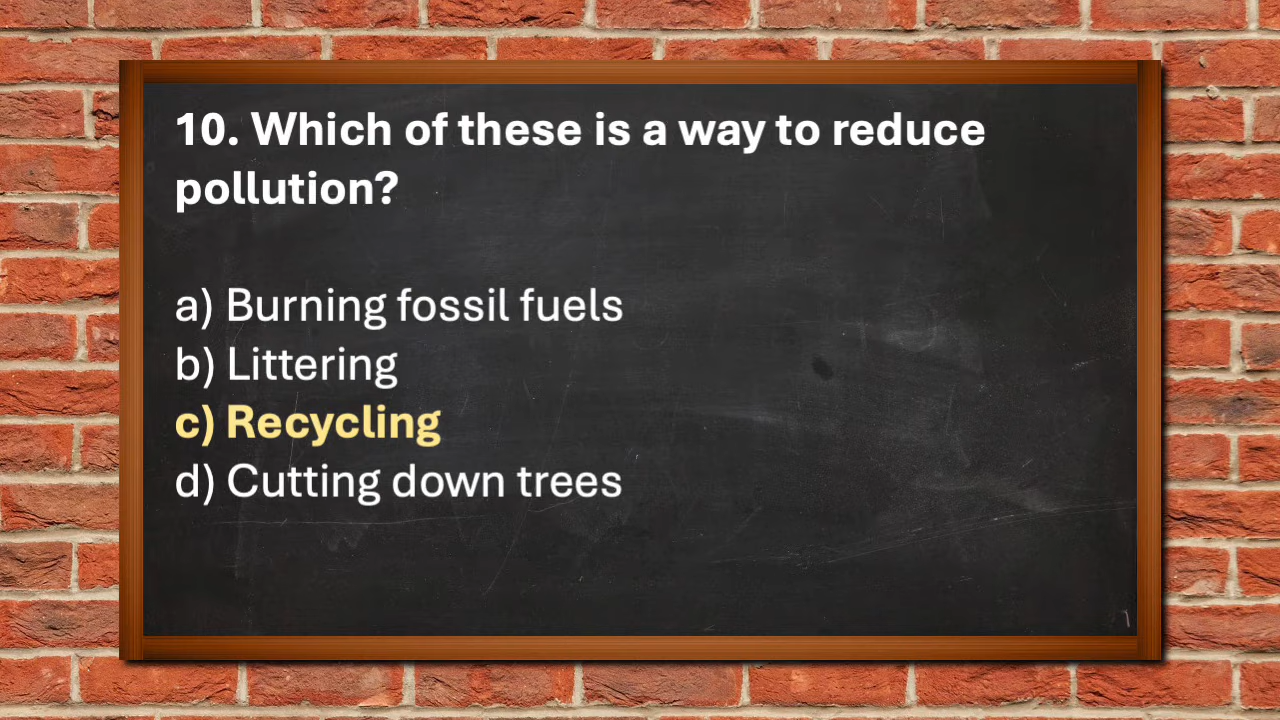 10. Which of these is a way to reduce
pollution?
a) Burning fossil fuels
b) Littering
c) Recycling
d) Cutting down trees